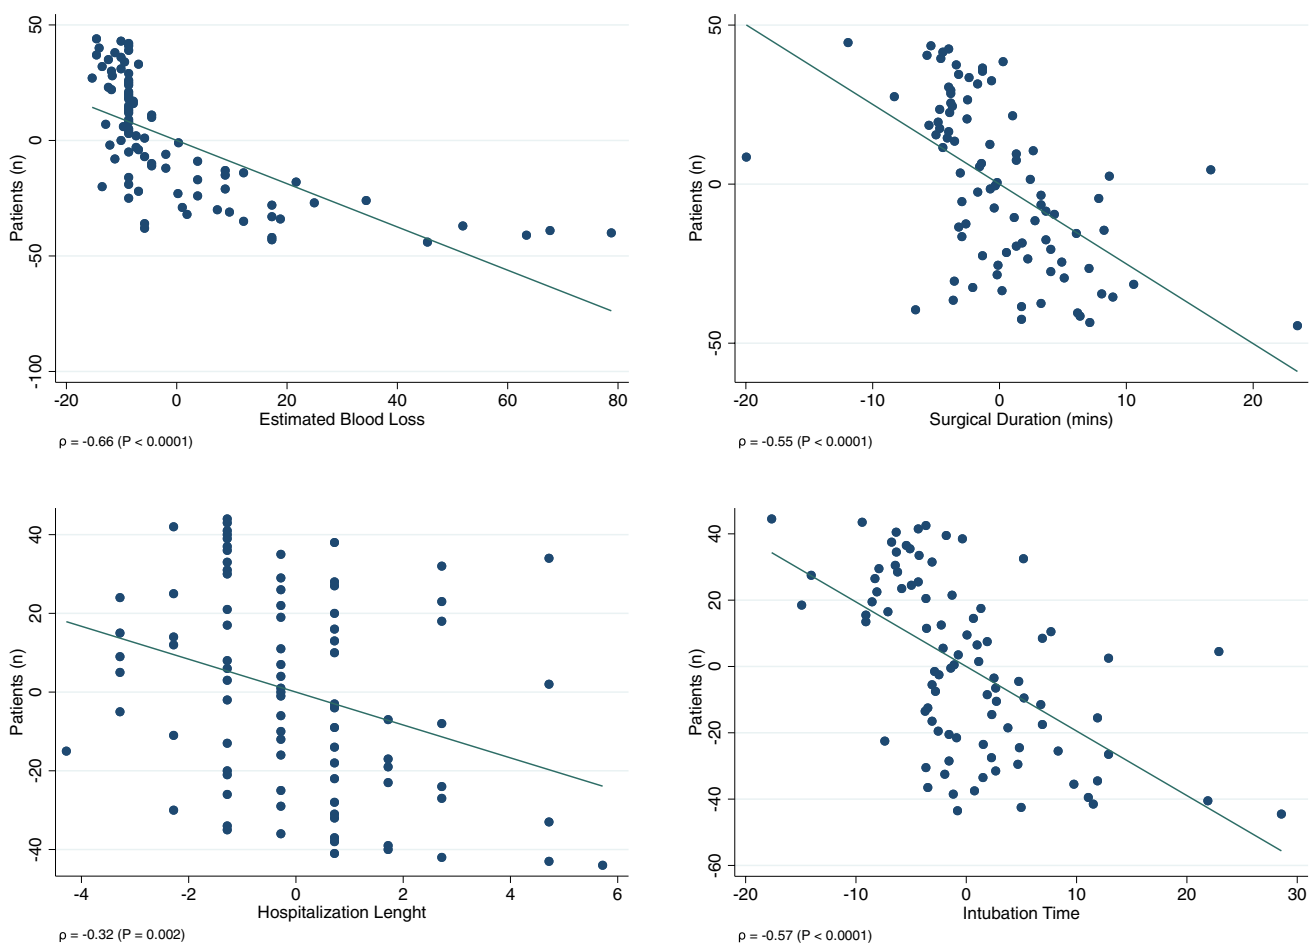 50
0
-50
-100
Patients (n)
-20 0 20 40 60 80
Estimated Blood Loss
ρ = -0.66 (P < 0.0001)
50
0
-50
Patients (n)
-20 -10 0 10 20
Surgical Duration (mins)
ρ = -0.55 (P < 0.0001)
40
20
0
-20
-40
Patients (n)
-4 -2 0 2 4 6
Hospitalization Lenght
ρ = -0.32 (P = 0.002)
40
20
0
-20
-40
-60
Patients (n)
-20 -10 0 10 20 30
Intubation Time
ρ = -0.57 (P < 0.0001)